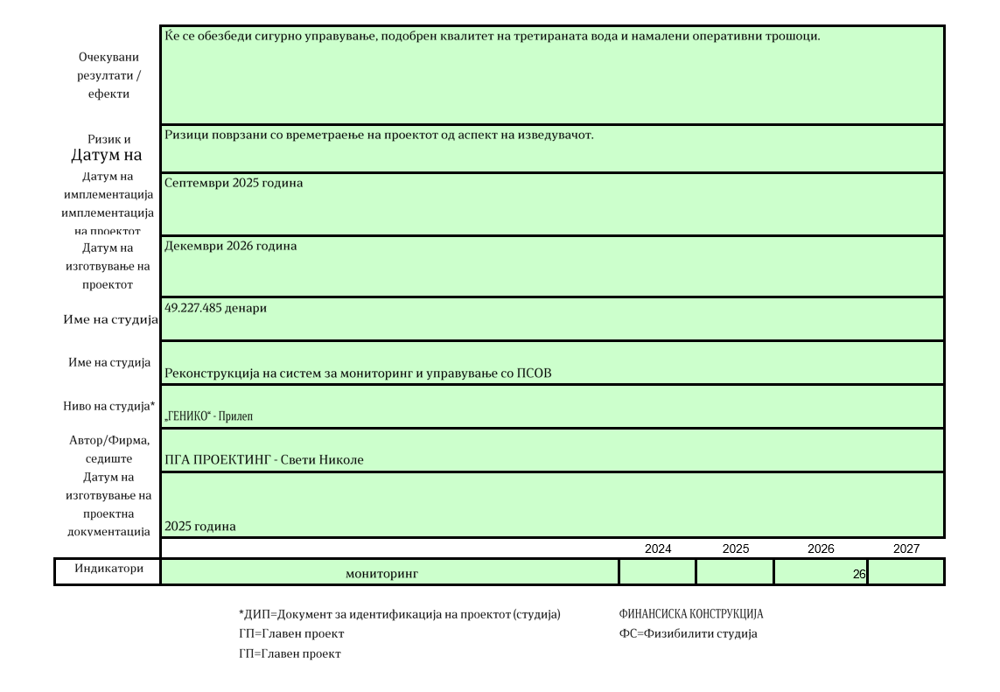 Ќе се обезбеди сигурно управување, подобрен квалитет на третираната вода и намалени оперативни трошоци.
Очекувани
резултати /
ефекти
Ризици поврзани со времетраење на проектот од аспект на изведувачот.
Ризик и
Датум на
Датум на
имплементација
имплементација
на проектот
Септември 2025 година
Датум на
изготвување на
проектот
Декември 2026 година
Име на студија
49.227.485 денари
Име на студија
Реконструкција на систем за мониторинг и управување со ПСОВ
Ниво на студија*
„ГЕНИКО“ - Прилеп
Автор/Фирма,
седиште
ПГА ПРОЕКТИНГ - Свети Николе
Датум на
изготвување на
проектна
документација
2025 година
2024 2025 2026 2027
Индикатори мониторинг 26
*ДИП=Документ за идентификација на проектот (студија) ФИНАНСИСКА КОНСТРУКЦИЈА
ГП=Главен проект ФС=Физибилити студија
ГП=Главен проект